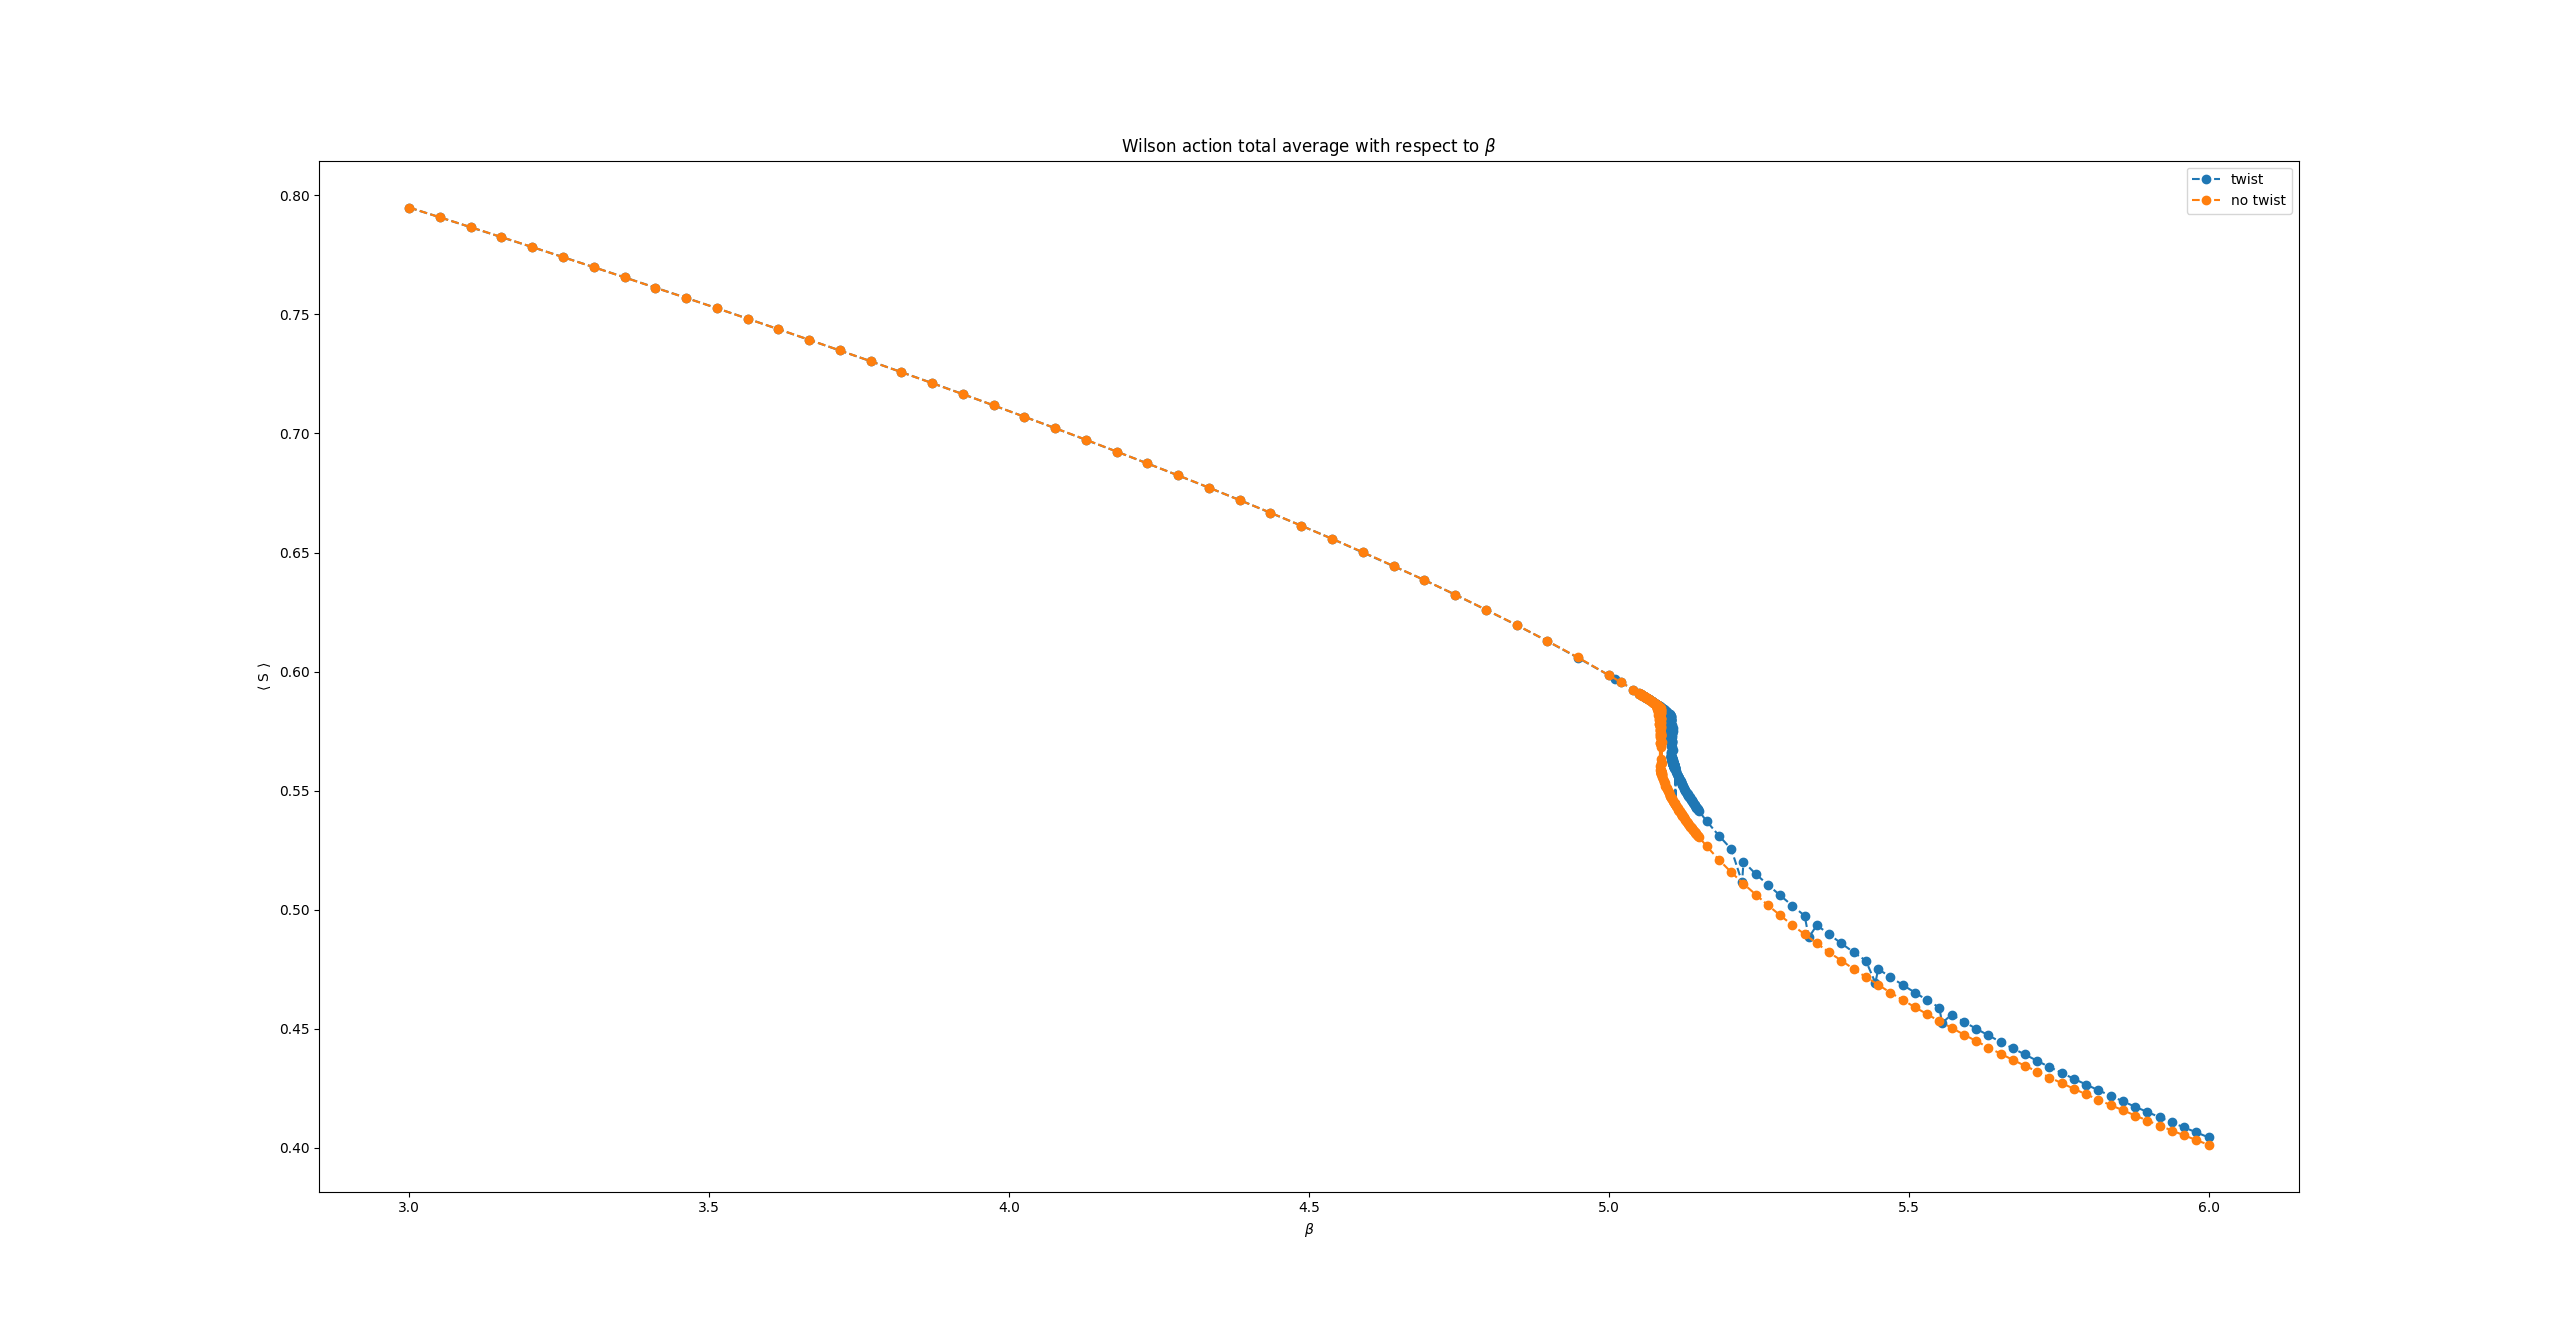 Wilson action total average with respect to β
twist
no twist
0.80
0.75
0.70
0.65
0.60
0.55
0.50
0.45
0.40
⟨ S ⟩
3.0 3.5 4.0 4.5 5.0 5.5 6.0
β